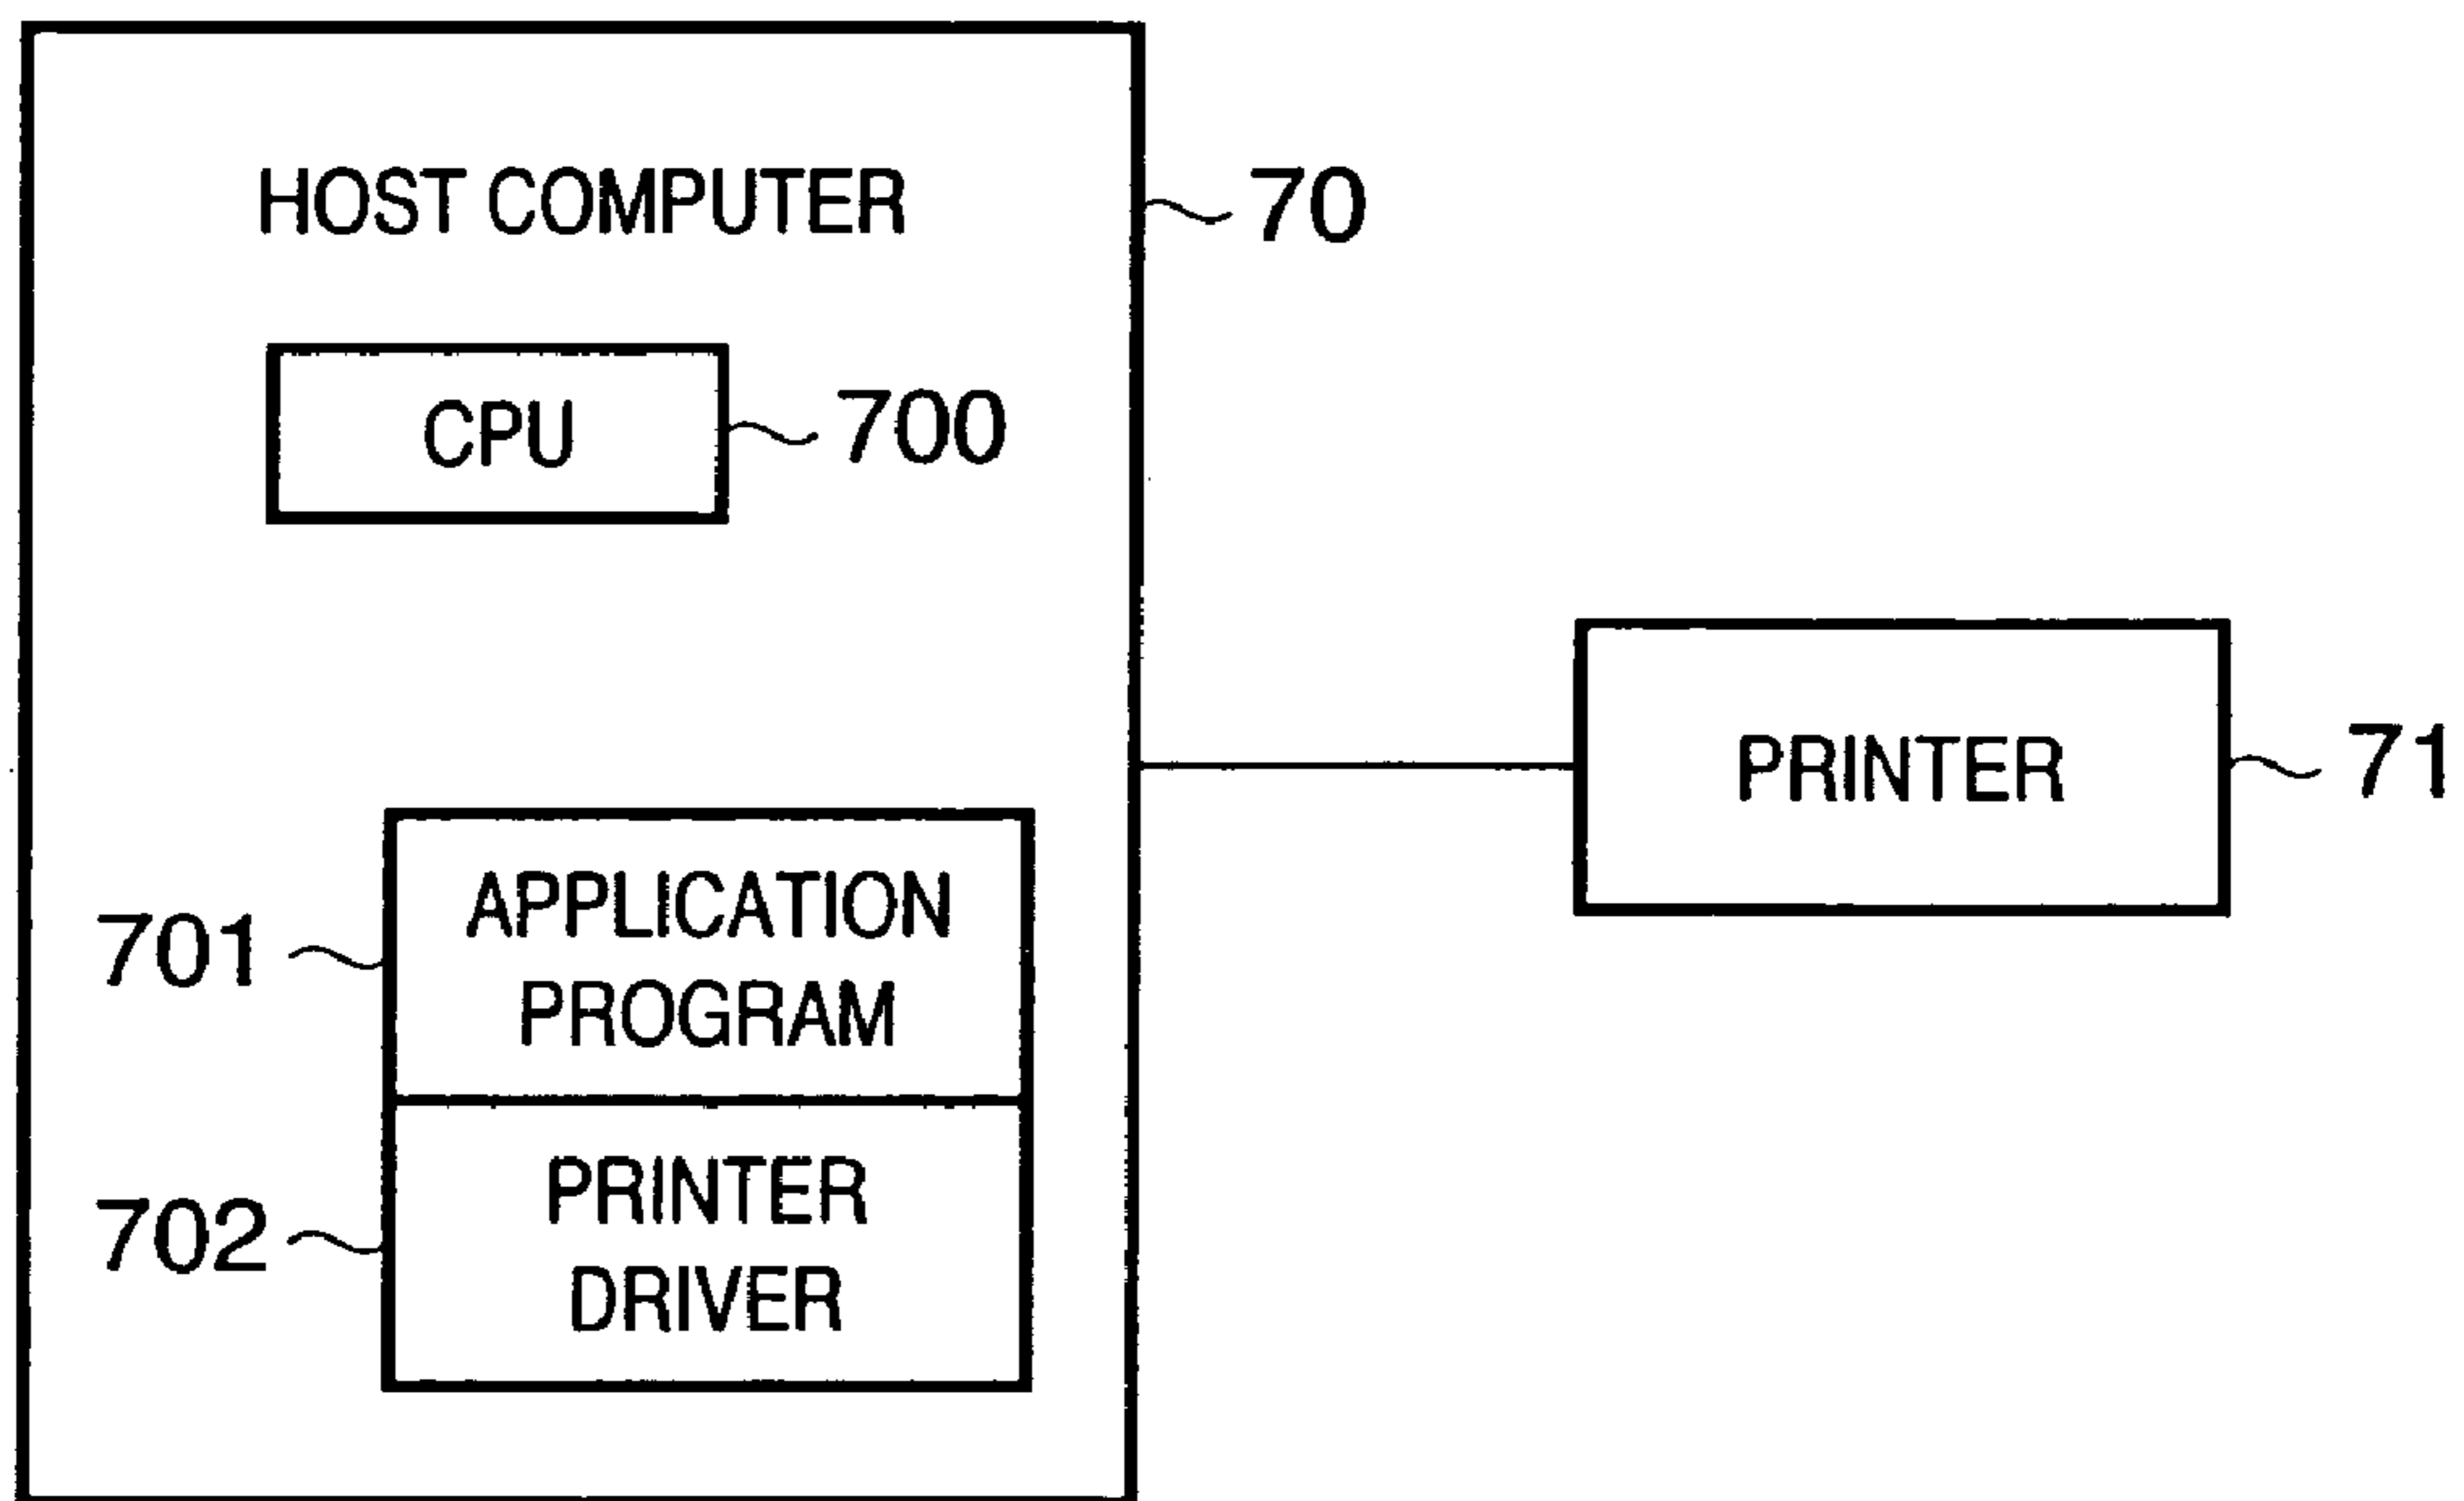 HOST COMPUTER
70
CPU
700
PRINTER
71
701
APPLICATION
PROGRAM
702
PRINTER
DRIVER